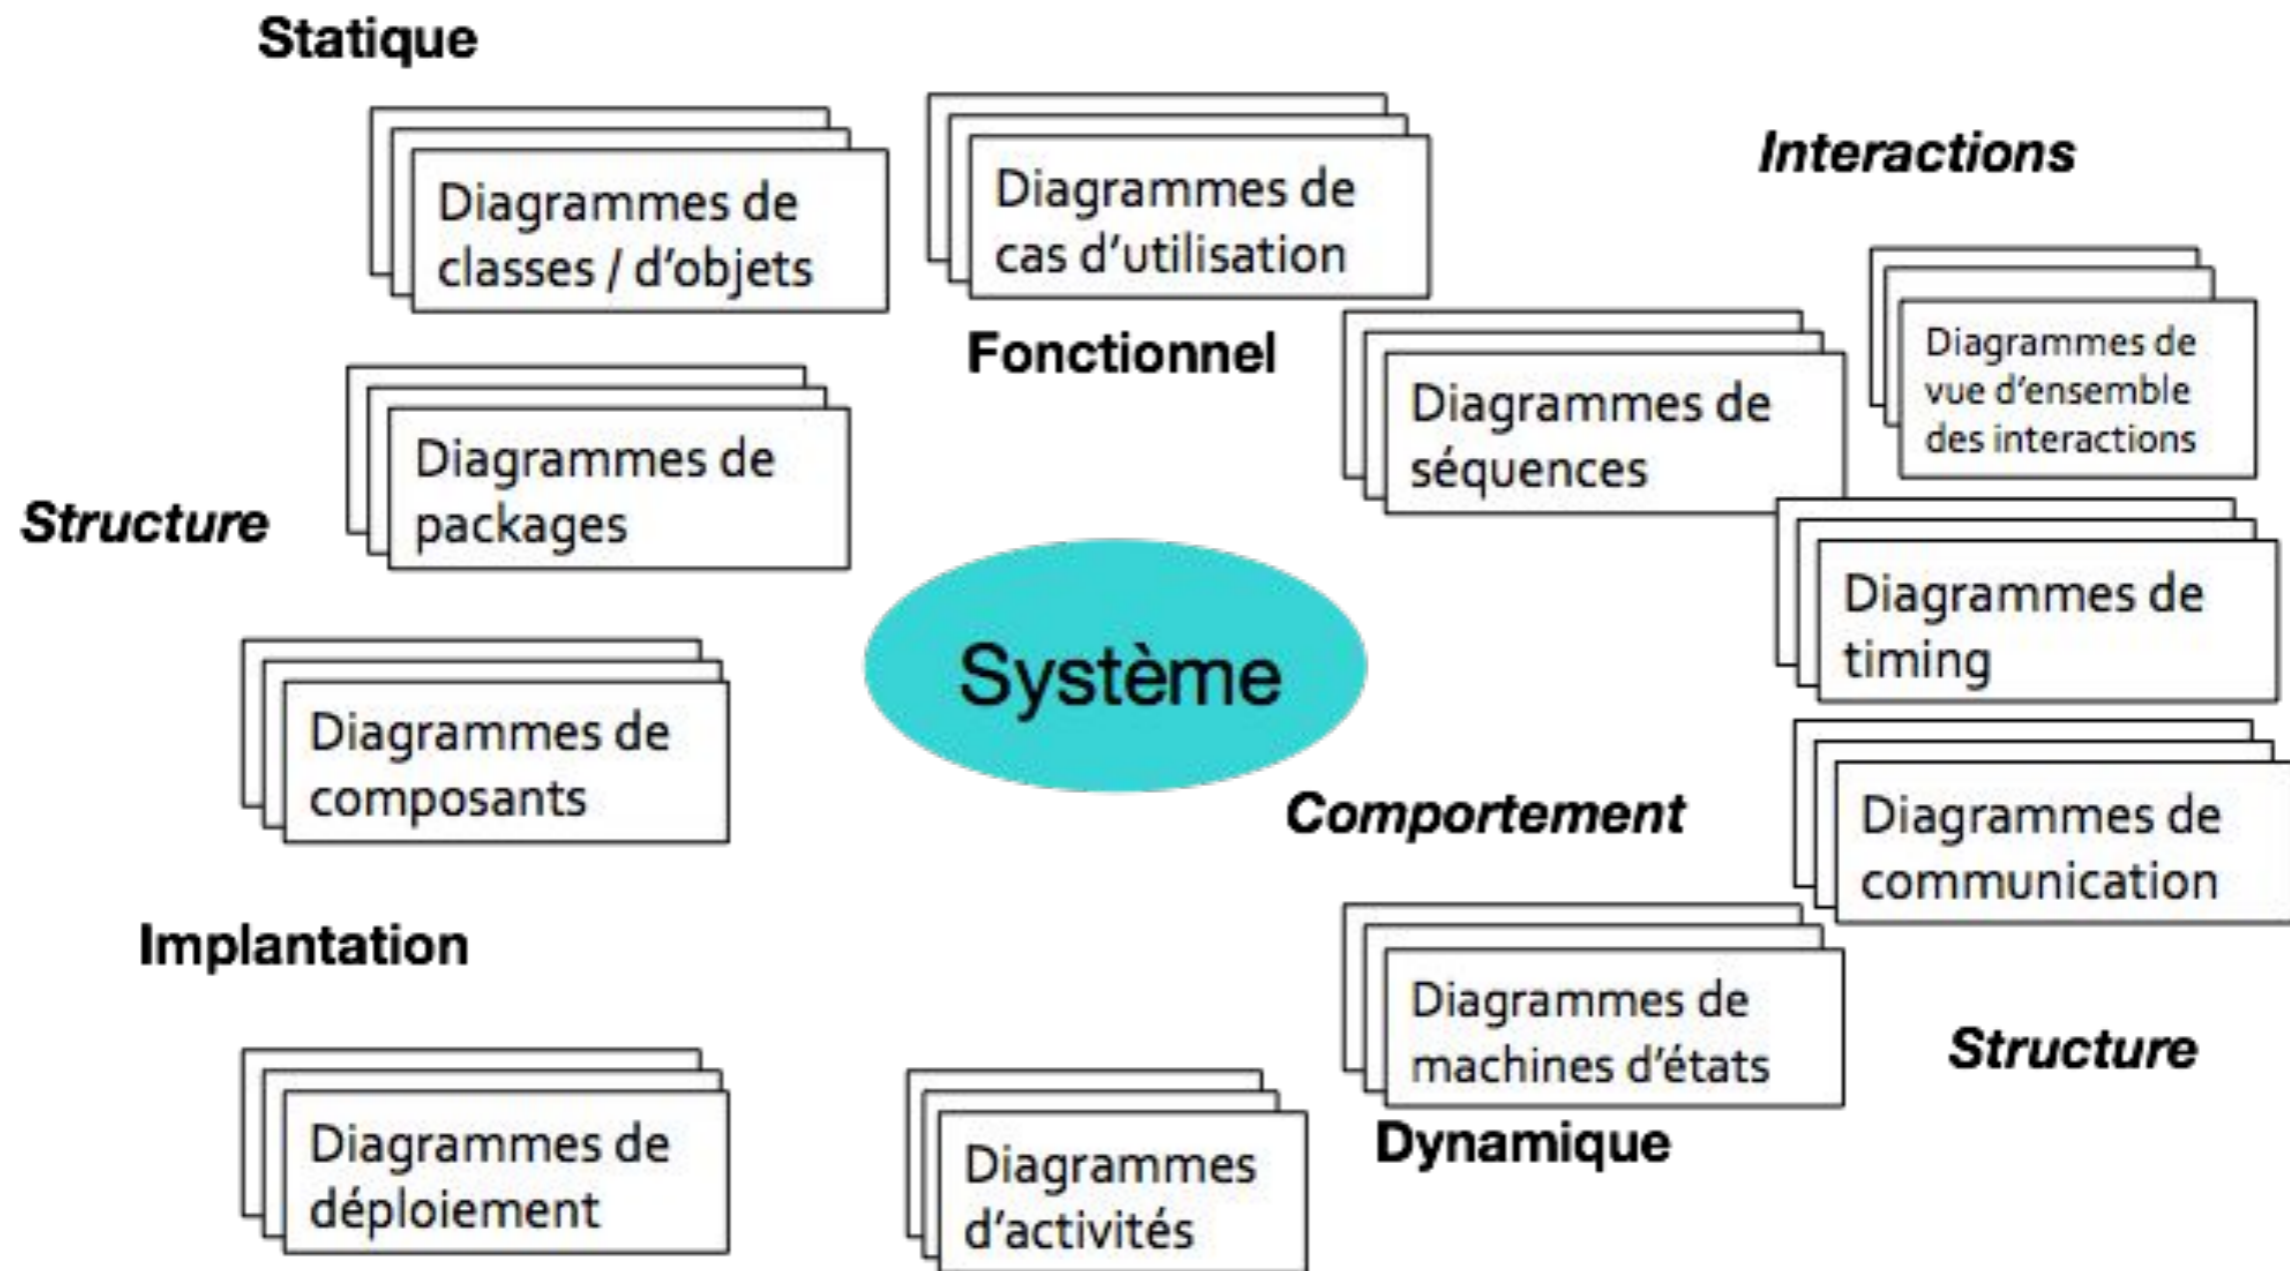 Statique
Diagrammes de
classes / d'objets
Diagrammes de
cas d'utilisation
Interactions
Fonctionnel
Diagrammes de
séquences
Diagrammes de
vue d'ensemble
des interactions
Diagrammes de
packages
Structure
Diagrammes de
timing
Système
Diagrammes de
composants
Comportement
Diagrammes de
communication
Implantation
Diagrammes de
machines d'états
Structure
Dynamique
Diagrammes de
déploiement
Diagrammes
d'activités